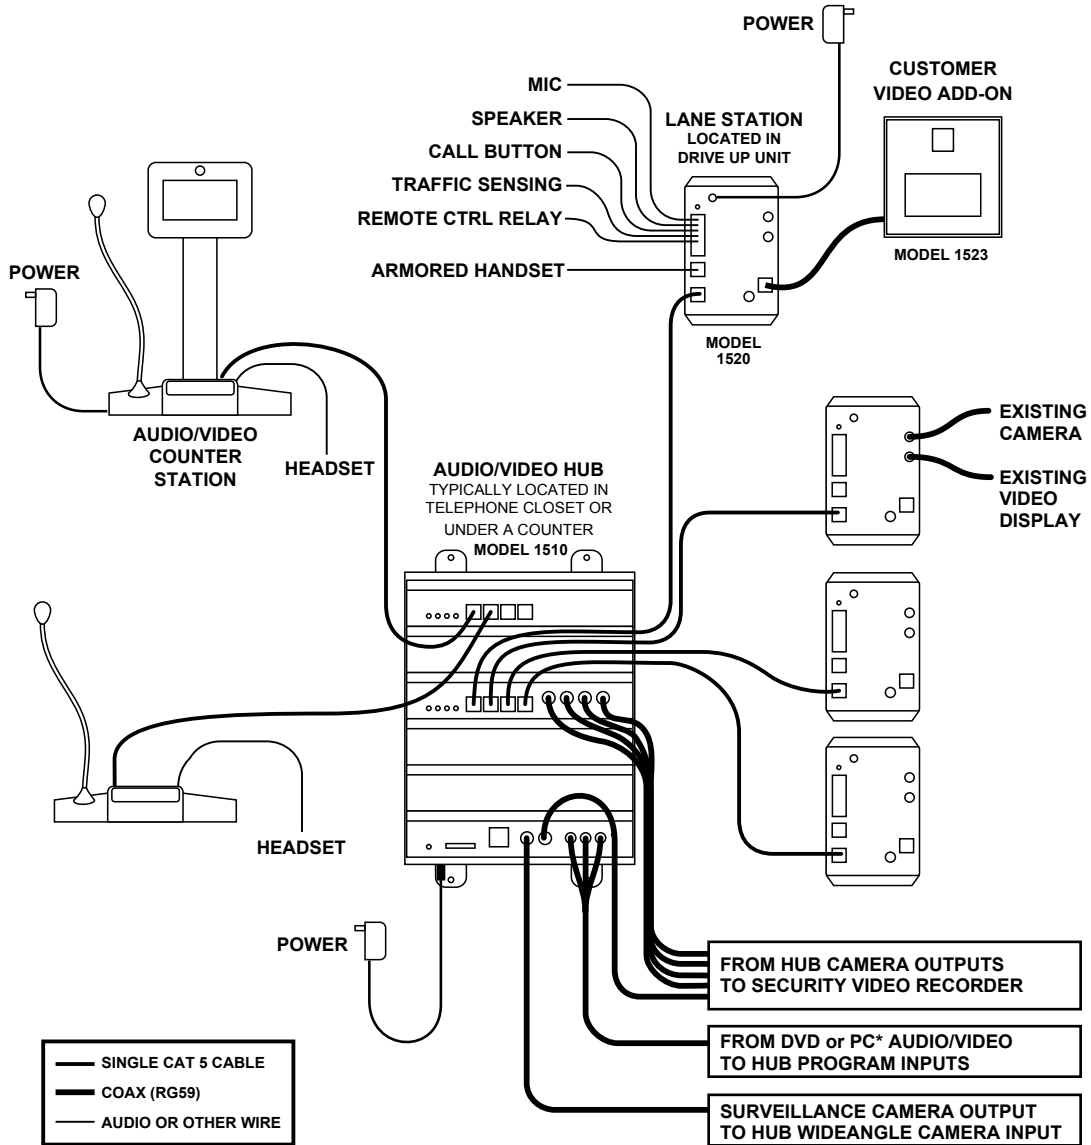 POWER
CUSTOMER
VIDEO ADD-ON
MIC
SPEAKER
CALL BUTTON
TRAFFIC SENSING
REMOTE CTRL RELAY
ARMORED HANDSET
LANE STATION
LOCATED IN
DRIVE UP UNIT
MODEL 1523
MODEL
1520
POWER
AUDIO/VIDEO
COUNTER
STATION
HEADSET
AUDIO/VIDEO HUB
TYPICALLY LOCATED IN
TELEPHONE CLOSET OR
UNDER A COUNTER
MODEL 1510
EXISTING
CAMERA
EXISTING
VIDEO
DISPLAY
HEADSET
POWER
FROM HUB CAMERA OUTPUTS
TO SECURITY VIDEO RECORDER
FROM DVD or PC* AUDIO/VIDEO
TO HUB PROGRAM INPUTS
SURVEILLANCE CAMERA OUTPUT
TO HUB WIDEANGLE CAMERA INPUT
SINGLE CAT 5 CABLE
COAX (RG59)
AUDIO OR OTHER WIRE